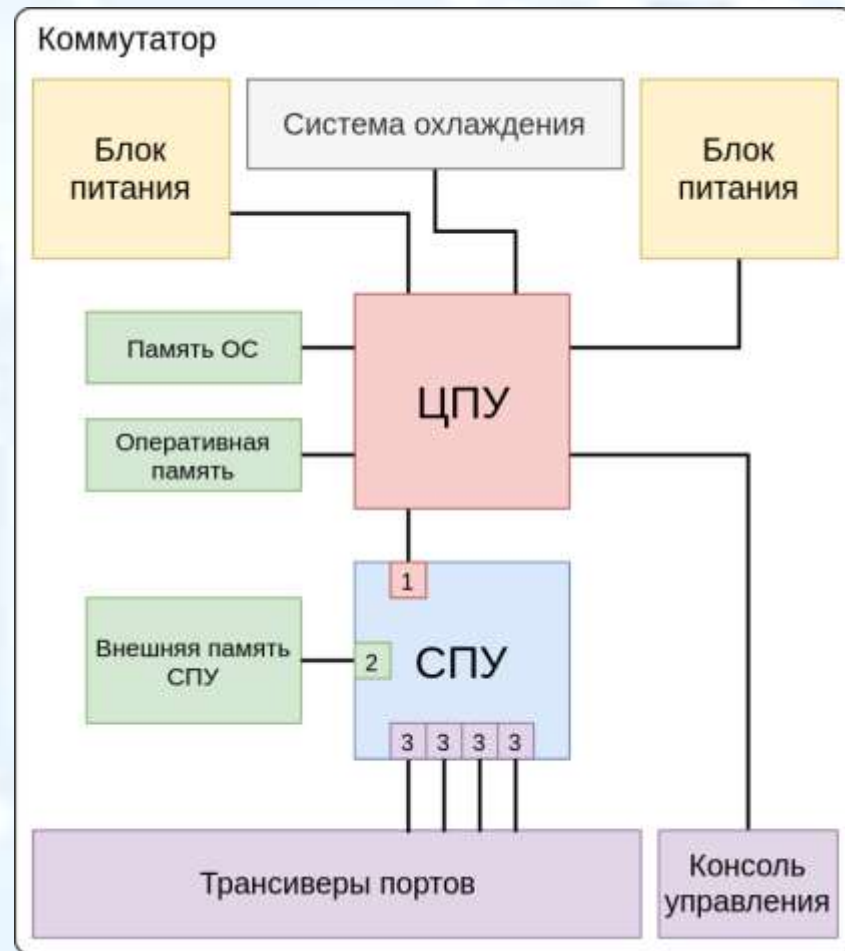 Коммутатор
Блок
питания
Система охлаждения
Блок
питания
Память ОС
ЦПУ
Оперативная
память
1
Внешняя память
СПУ
2
СПУ
3 3 3 3
Трансиверы портов
Консоль
управления